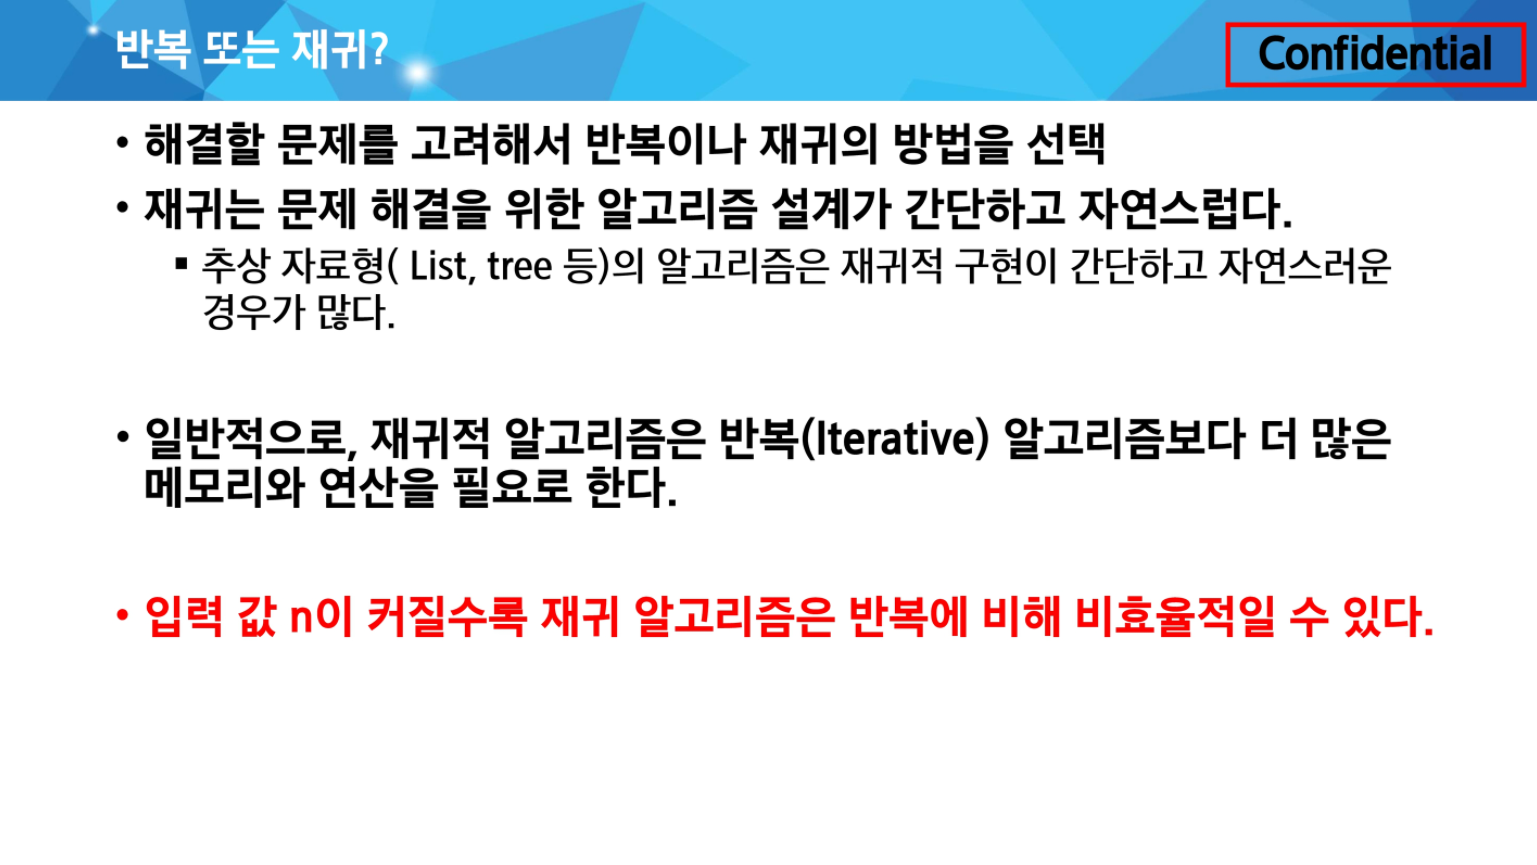 반복 또는 재귀?
Confidential
• 해결할 문제를 고려해서 반복이나 재귀의 방법을 선택
• 재귀는 문제 해결을 위한 알고리즘 설계가 간단하고 자연스럽다.
▪ 추상 자료형( List, tree 등)의 알고리즘은 재귀적 구현이 간단하고 자연스러운
경우가 많다.
• 일반적으로, 재귀적 알고리즘은 반복(Iterative) 알고리즘보다 더 많은
메모리와 연산을 필요로 한다.
• 입력 값 n이 커질수록 재귀 알고리즘은 반복에 비해 비효율적일 수 있다.